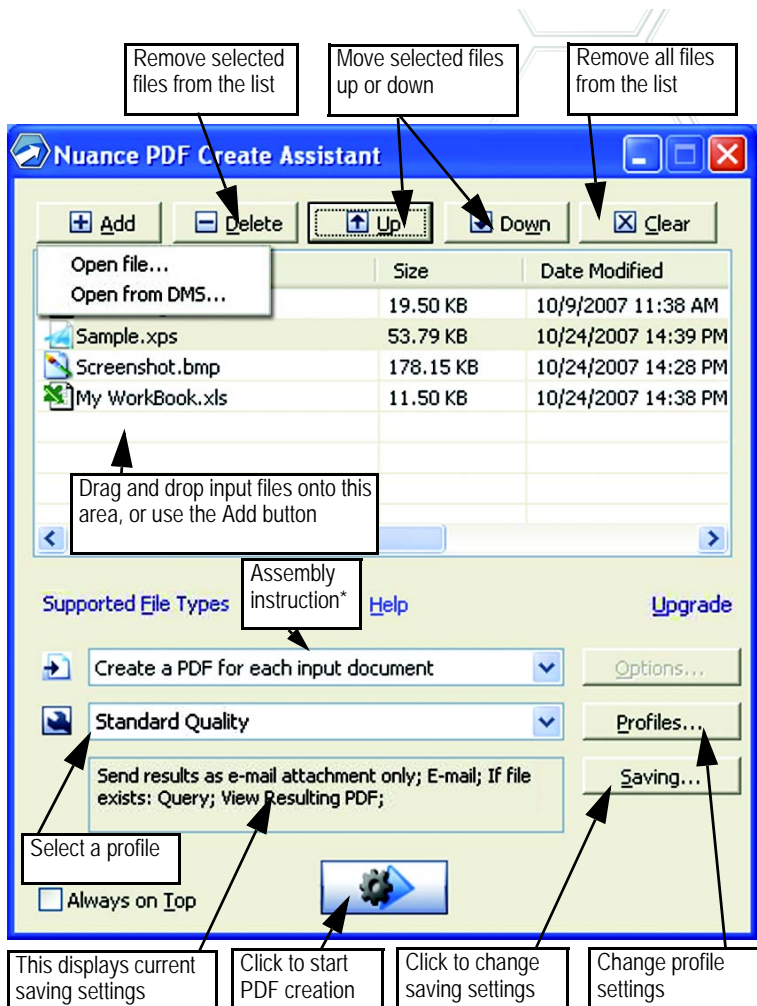 Remove selected
files from the list
Move selected files
up or down
Remove all files
from the list
Nuance PDF Create Assistant
Add
Delete
Up
Down
Clear
Open file...
Open from DMS...
Size
Date Modified
19.50 KB
10/9/2007 11:38 AM
Sample.xps
53.79 KB
10/24/2007 14:39 PM
Screenshot.bmp
178.15 KB
10/24/2007 14:28 PM
My WorkBook.xls
11.50 KB
10/24/2007 14:38 PM
Drag and drop input files onto this
area, or use the Add button
Assembly
instruction*
Supported File Types
Help
Upgrade
Create a PDF for each input document
Options...
Standard Quality
Profiles...
Send results as e-mail attachment only; E-mail; If file
exists: Query; View Resulting PDF;
Saving...
Select a profile
Always on Top
This displays current
saving settings
Click to start
PDF creation
Click to change
saving settings
Change profile
settings